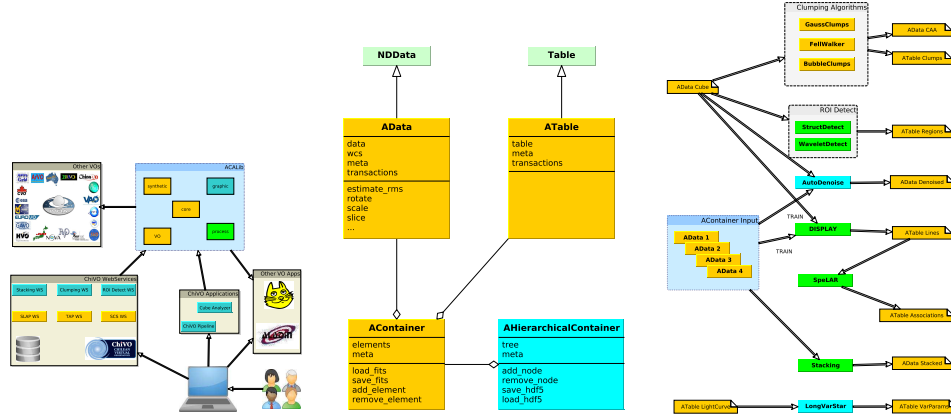 Other VOs
ACALib
synthetic
graphic
core
VO
process
ChiVO WebServices
Stacking WS
Clumping WS
ROI Detect WS
SLAP WS
TAP WS
SCS WS
ChiVO
ChiVO Applications
Cube Analyzer
ChiVO Pipeline
Other VO Apps
NDData
Table
AData
data
wcs
meta
transactions
estimate_rms
rotate
scale
slice
...
ATable
table
meta
transactions
AContainer
elements
meta
load_fits
save_fits
add_element
remove_element
AHierarchicalContainer
tree
meta
add_node
remove_node
save_hdf5
load_hdf5
Clumping Algorithms
GaussClumps
FellWalker
BubbleClumps
AData CAA
ATable Clumps
AData Cube
ROI Detect
StructDetect
WaveletDetect
ATable Regions
AutoDenoise
AData Denoised
AContainer Input
AData 1
AData 2
AData 3
AData 4
TRAIN
TRAIN
DISPLAY
ATable Lines
SpeLAR
ATable Associations
Stacking
AData Stacked
ATable LightCurve
LongVarStar
ATable VarParams